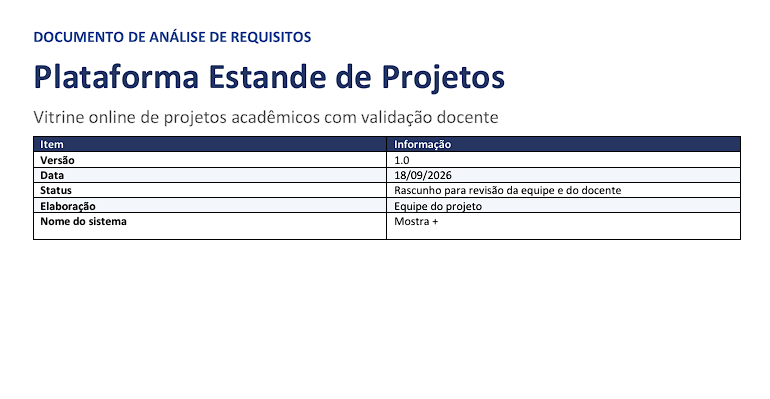 DOCUMENTO DE ANÁLISE DE REQUISITOS
Plataforma Estande de Projetos
Vitrine online de projetos acadêmicos com validação docente
Item Informação
Versão 1.0
Data 18/09/2026
Status Rascunho para revisão da equipe e do docente
Elaboração Equipe do projeto
Nome do sistema Mostra +